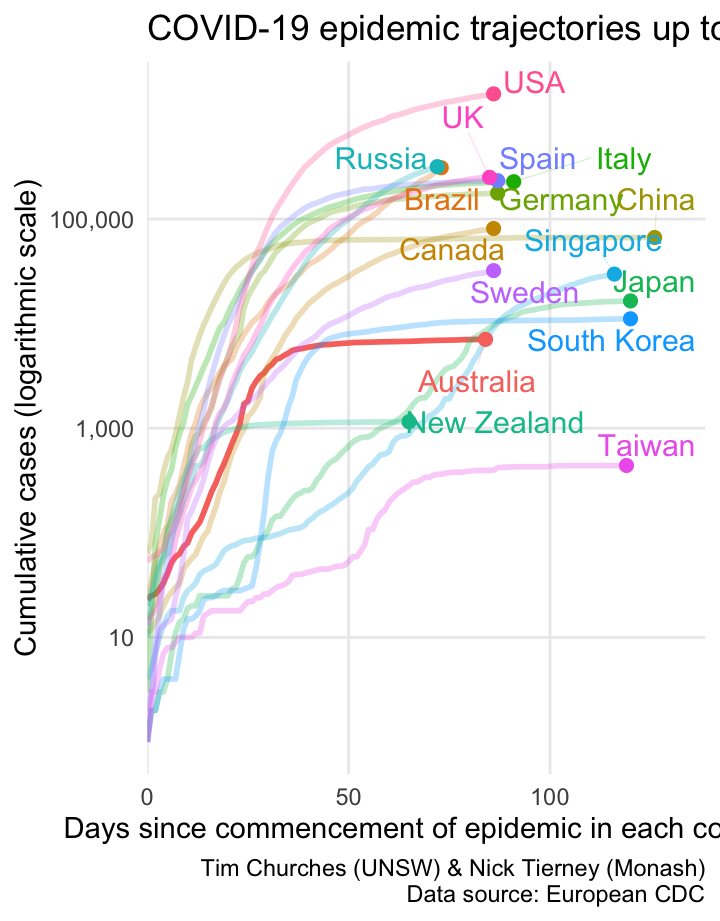 COVID-19 epidemic trajectories up to
USA
UK
Russia
Spain
Italy
Brazil
Germany
China
100,000
Canada
Singapore
Sweden
Japan
South Korea
Australia
1,000
New Zealand
Taiwan
10
Cumulative cases (logarithmic scale)
0
50
100
Days since commencement of epidemic in each co
Tim Churches (UNSW) & Nick Tierney (Monash)
Data source: European CDC